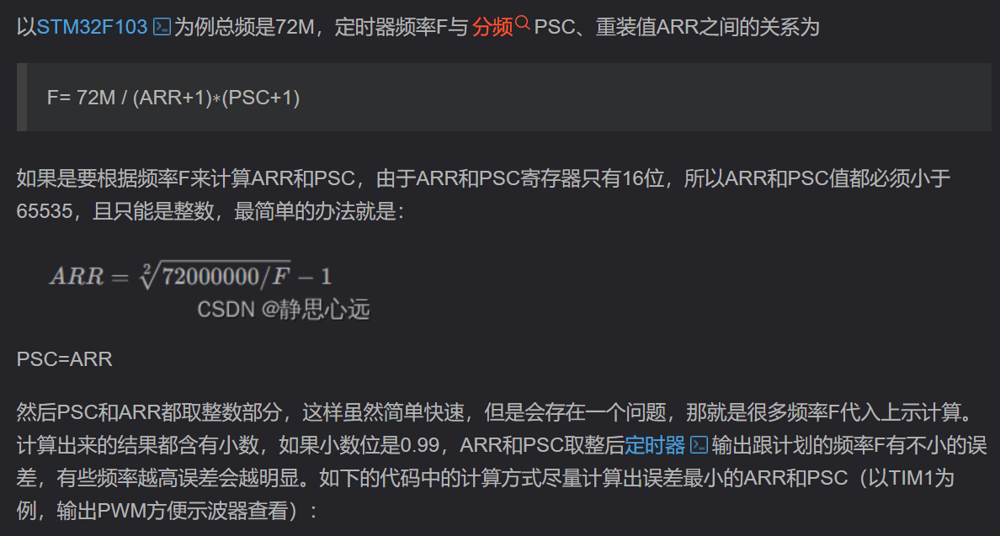 以STM32F103为例总频是72M，定时器频率F与 分频 PSC、重装值ARR之间的关系为
F= 72M / (ARR+1)*(PSC+1)
如果是要根据频率F来计算ARR和PSC，由于ARR和PSC寄存器只有16位，所以ARR和PSC值都必须小于
65535，且只能是整数，最简单的办法就是：
ARR = \sqrt[2]{72000000/F} − 1
CSDN @静思心远
PSC=ARR
然后PSC和ARR都取整数部分，这样虽然简单快速，但是会存在一个问题，那就是很多频率F代入上示计算。
计算出来的结果都含有小数，如果小数位是0.99，ARR和PSC取整后定时器输出跟计划的频率F有不小的误
差，有些频率越高误差会越明显。如下的代码中的计算方式尽量计算出误差最小的ARR和PSC（以TIM1为
例，输出PWM方便示波器查看）：